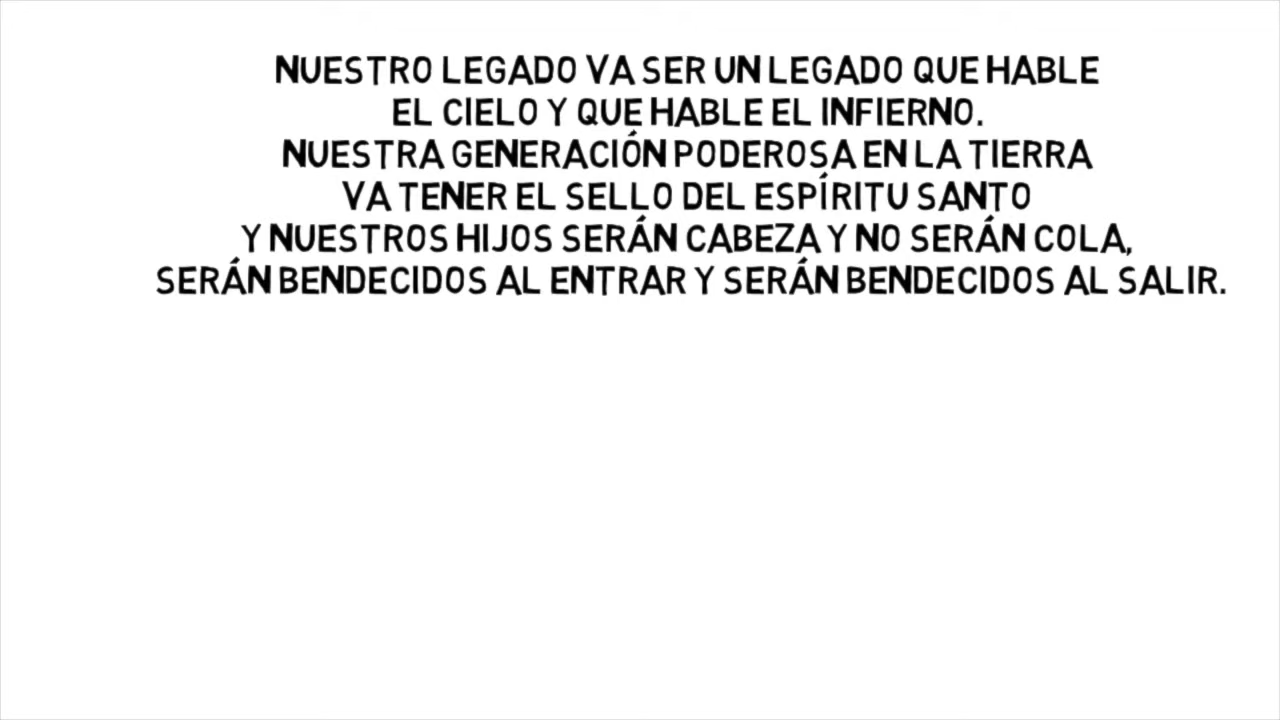 NUESTRO LEGADO VA SER UN LEGADO QUE HABLE
EL CIELO Y QUE HABLE EL INFIERNO.
NUESTRA GENERACIÓN PODEROSA EN LA TIERRA
VA TENER EL SELLO DEL ESPÍRITU SANTO
Y NUESTROS HIJOS SERÁN CABEZA Y NO SERÁN COLA,
SERÁN BENDECIDOS AL ENTRAR Y SERÁN BENDECIDOS AL SALIR.